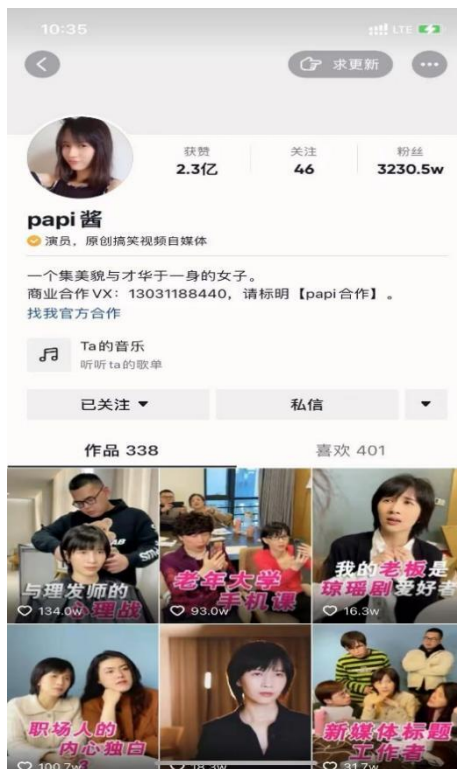 10:35
LTE
求更新
获赞
2.3亿
关注
46
粉丝
3230.5w
papi酱
演员，原创搞笑视频自媒体
一个集美貌与才华于一身的女子。
商业合作VX：13031188440，请标明【papi合作】。
找我官方合作
Ta的音乐
听听ta的歌单
已关注
私信
作品 338
喜欢 401
与理发师的
心理战
134.0w
老年大学
手机课
93.0w
我的老板是
琼瑶剧爱好者
16.3w
职场人的
内心独白
3
100.7w
18.3w
新媒体标题
工作者
31.7w